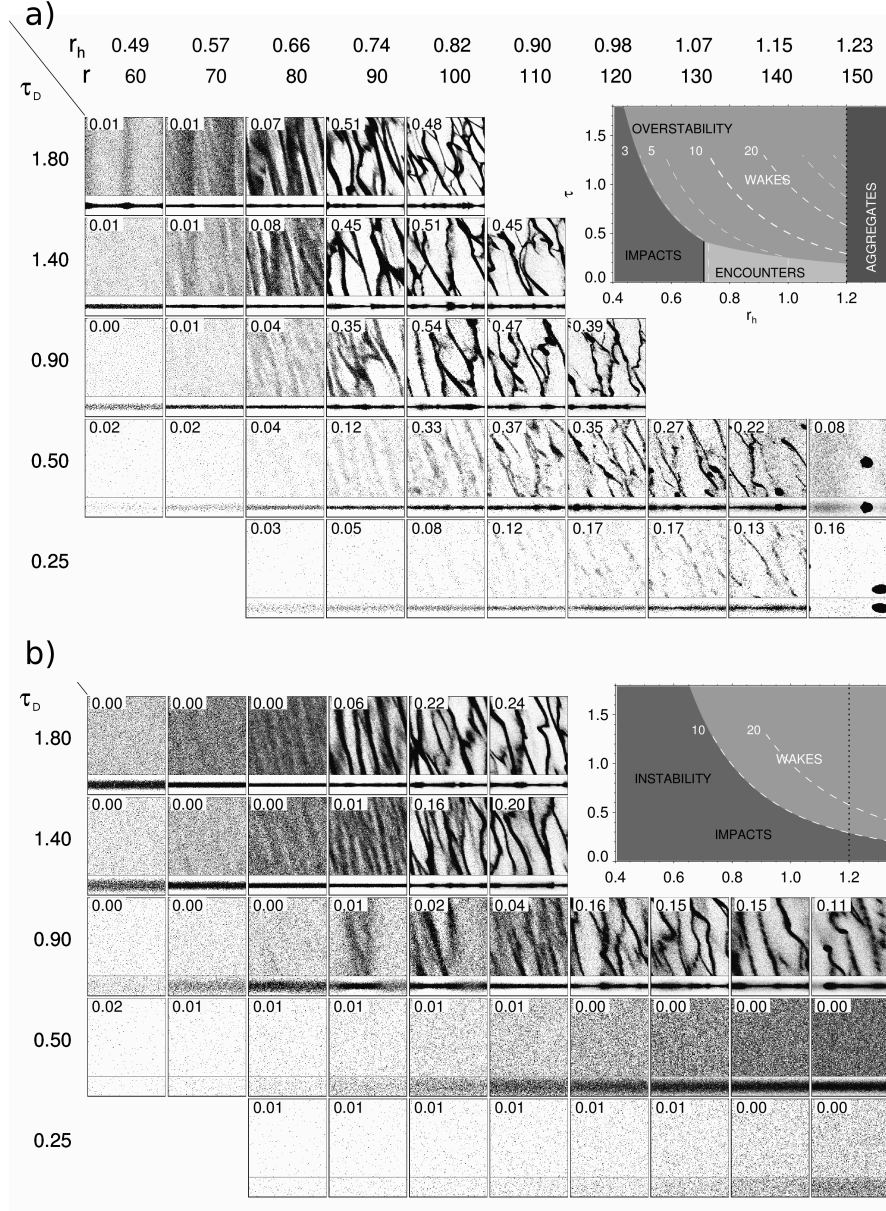 a)
r_h 0.49 0.57 0.66 0.74 0.82 0.90 0.98 1.07 1.15 1.23
r 60 70 80 90 100 110 120 130 140 150
τ_D
1.80 0.01 0.01 0.07 0.51 0.48
1.40 0.01 0.01 0.08 0.45 0.51 0.45
0.90 0.00 0.01 0.04 0.35 0.54 0.47 0.39
0.50 0.02 0.02 0.04 0.12 0.33 0.37 0.35 0.27 0.22 0.08
0.25 0.03 0.05 0.08 0.12 0.17 0.17 0.13 0.16
1.5
1.0
0.5
0.0
τ
OVERSTABILITY
3 5 10 20
WAKES
IMPACTS
ENCOUNTERS
AGGREGATES
0.4 0.6 0.8 1.0 1.2
r_h
b)
τ_D
1.80 0.00 0.00 0.00 0.06 0.22 0.24
1.40 0.00 0.00 0.00 0.01 0.16 0.20
0.90 0.00 0.00 0.00 0.01 0.02 0.04 0.16 0.15 0.15 0.11
0.50 0.02 0.01 0.01 0.01 0.01 0.01 0.00 0.00 0.00 0.00
0.25 0.01 0.01 0.01 0.01 0.01 0.01 0.00 0.00
1.5
1.0
0.5
0.0
10 20
WAKES
INSTABILITY
IMPACTS
0.4 0.6 0.8 1.0 1.2